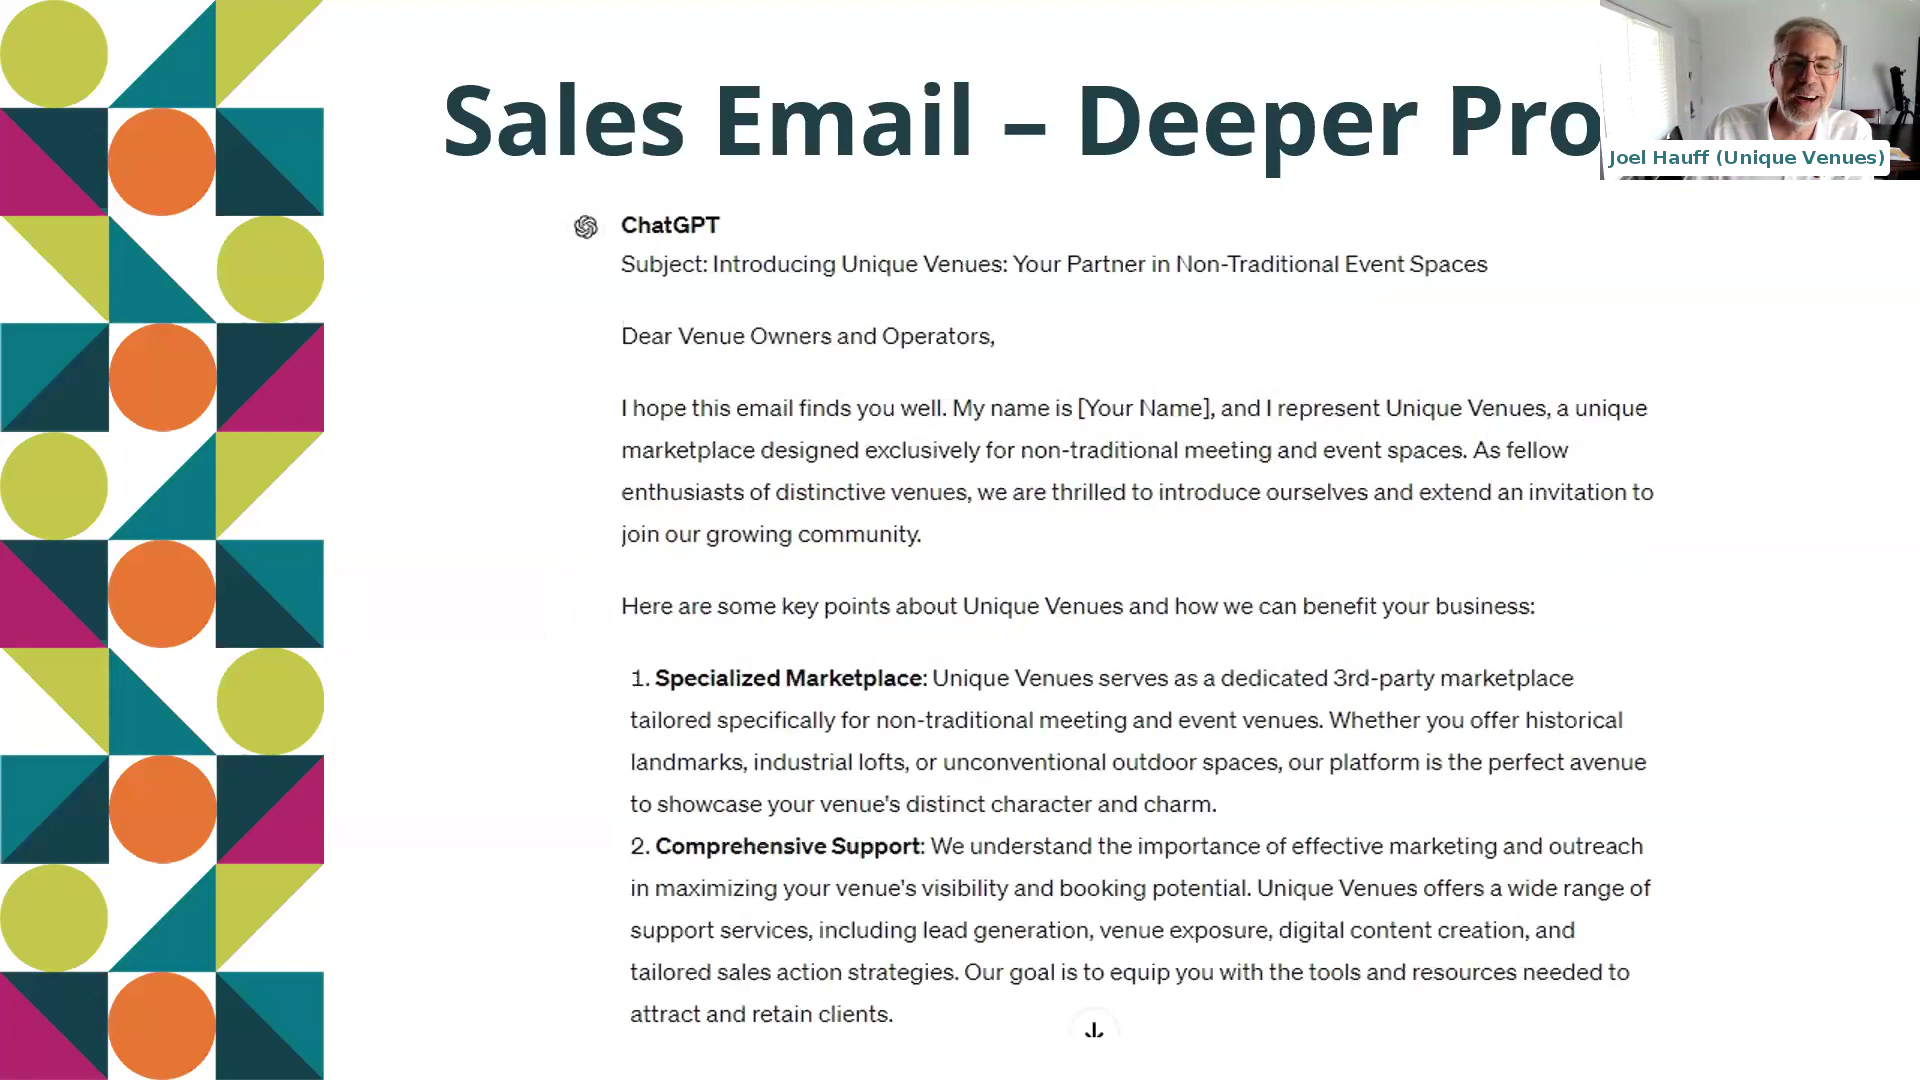 Sales Email – Deeper Pro
Joel Hauff (Unique Venues)
ChatGPT
Subject: Introducing Unique Venues: Your Partner in Non-Traditional Event Spaces
Dear Venue Owners and Operators,
I hope this email finds you well. My name is [Your Name], and I represent Unique Venues, a unique
marketplace designed exclusively for non-traditional meeting and event spaces. As fellow
enthusiasts of distinctive venues, we are thrilled to introduce ourselves and extend an invitation to
join our growing community.
Here are some key points about Unique Venues and how we can benefit your business:
1. Specialized Marketplace: Unique Venues serves as a dedicated 3rd-party marketplace
tailored specifically for non-traditional meeting and event venues. Whether you offer historical
landmarks, industrial lofts, or unconventional outdoor spaces, our platform is the perfect avenue
to showcase your venue's distinct character and charm.
2. Comprehensive Support: We understand the importance of effective marketing and outreach
in maximizing your venue's visibility and booking potential. Unique Venues offers a wide range of
support services, including lead generation, venue exposure, digital content creation, and
tailored sales action strategies. Our goal is to equip you with the tools and resources needed to
attract and retain clients.